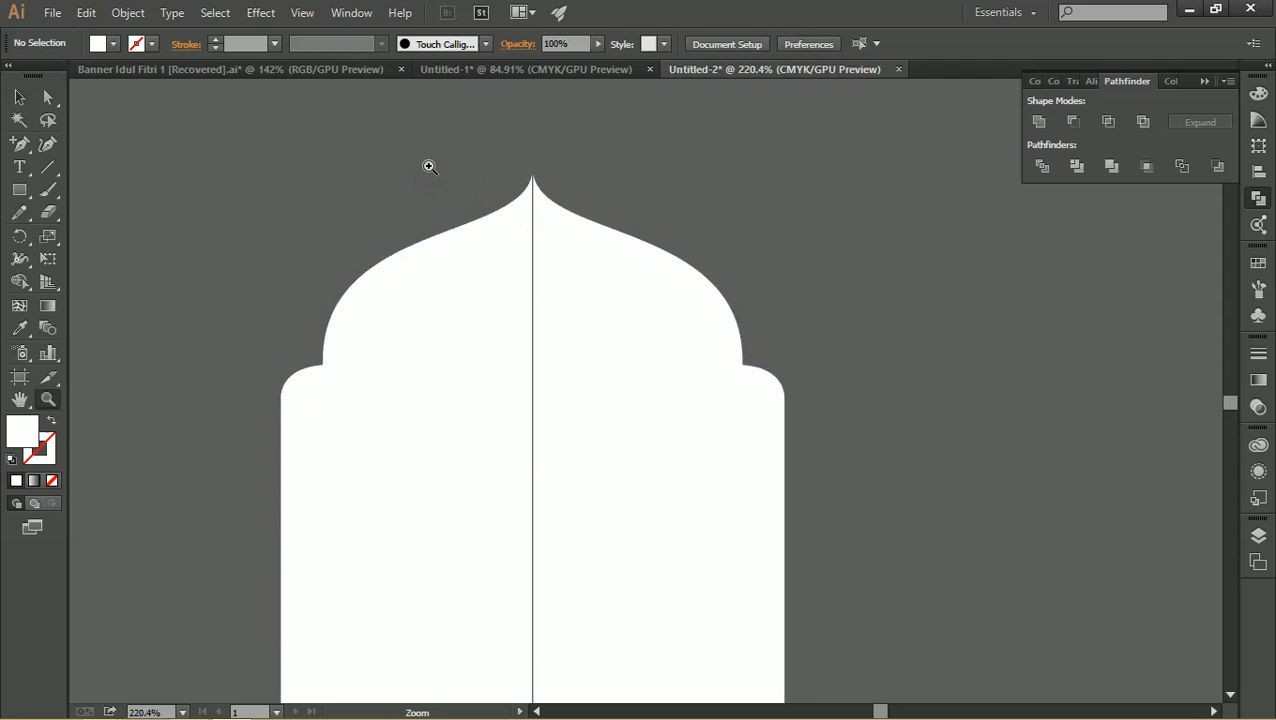 Ai File Edit Object Type Select Effect View Window Help Br St Essentials
No Selection Stroke: Touch Callig... Opacity: 100% Style: Document Setup Preferences
Banner Idul Fitri 1 [Recovered].ai* @ 142% (RGB/GPU Preview) × Untitled-1* @ 84.91% (CMYK/GPU Preview) × Untitled-2* @ 220.4% (CMYK/GPU Preview) ×
Co Co Tr Ali Pathfinder Col
Shape Modes:
Expand
Pathfinders:
220.4% 1 Zoom